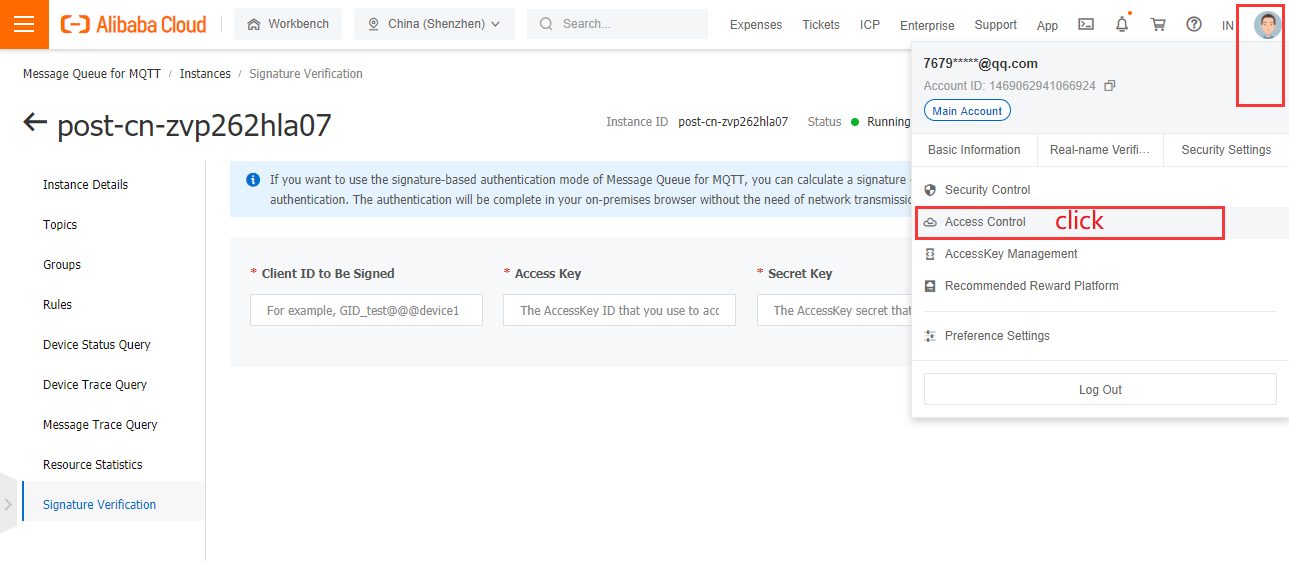 Alibaba Cloud
Workbench
China (Shenzhen)
Search...
Expenses
Tickets
ICP
Enterprise
Support
App
IN
Message Queue for MQTT / Instances / Signature Verification
post-cn-zvp262hla07
Instance ID post-cn-zvp262hla07
Status Running
Instance Details
Topics
Groups
Rules
Device Status Query
Device Trace Query
Message Trace Query
Resource Statistics
Signature Verification
If you want to use the signature-based authentication mode of Message Queue for MQTT, you can calculate a signature
authentication. The authentication will be complete in your on-premises browser without the need of network transmissio
* Client ID to Be Signed
For example, GID_test@@@device1
* Access Key
The AccessKey ID that you use to acc
* Secret Key
The AccessKey secret that
7679*****@qq.com
Account ID: 1469062941066924
Main Account
Basic Information
Real-name Verifi...
Security Settings
Security Control
Access Control
click
AccessKey Management
Recommended Reward Platform
Preference Settings
Log Out